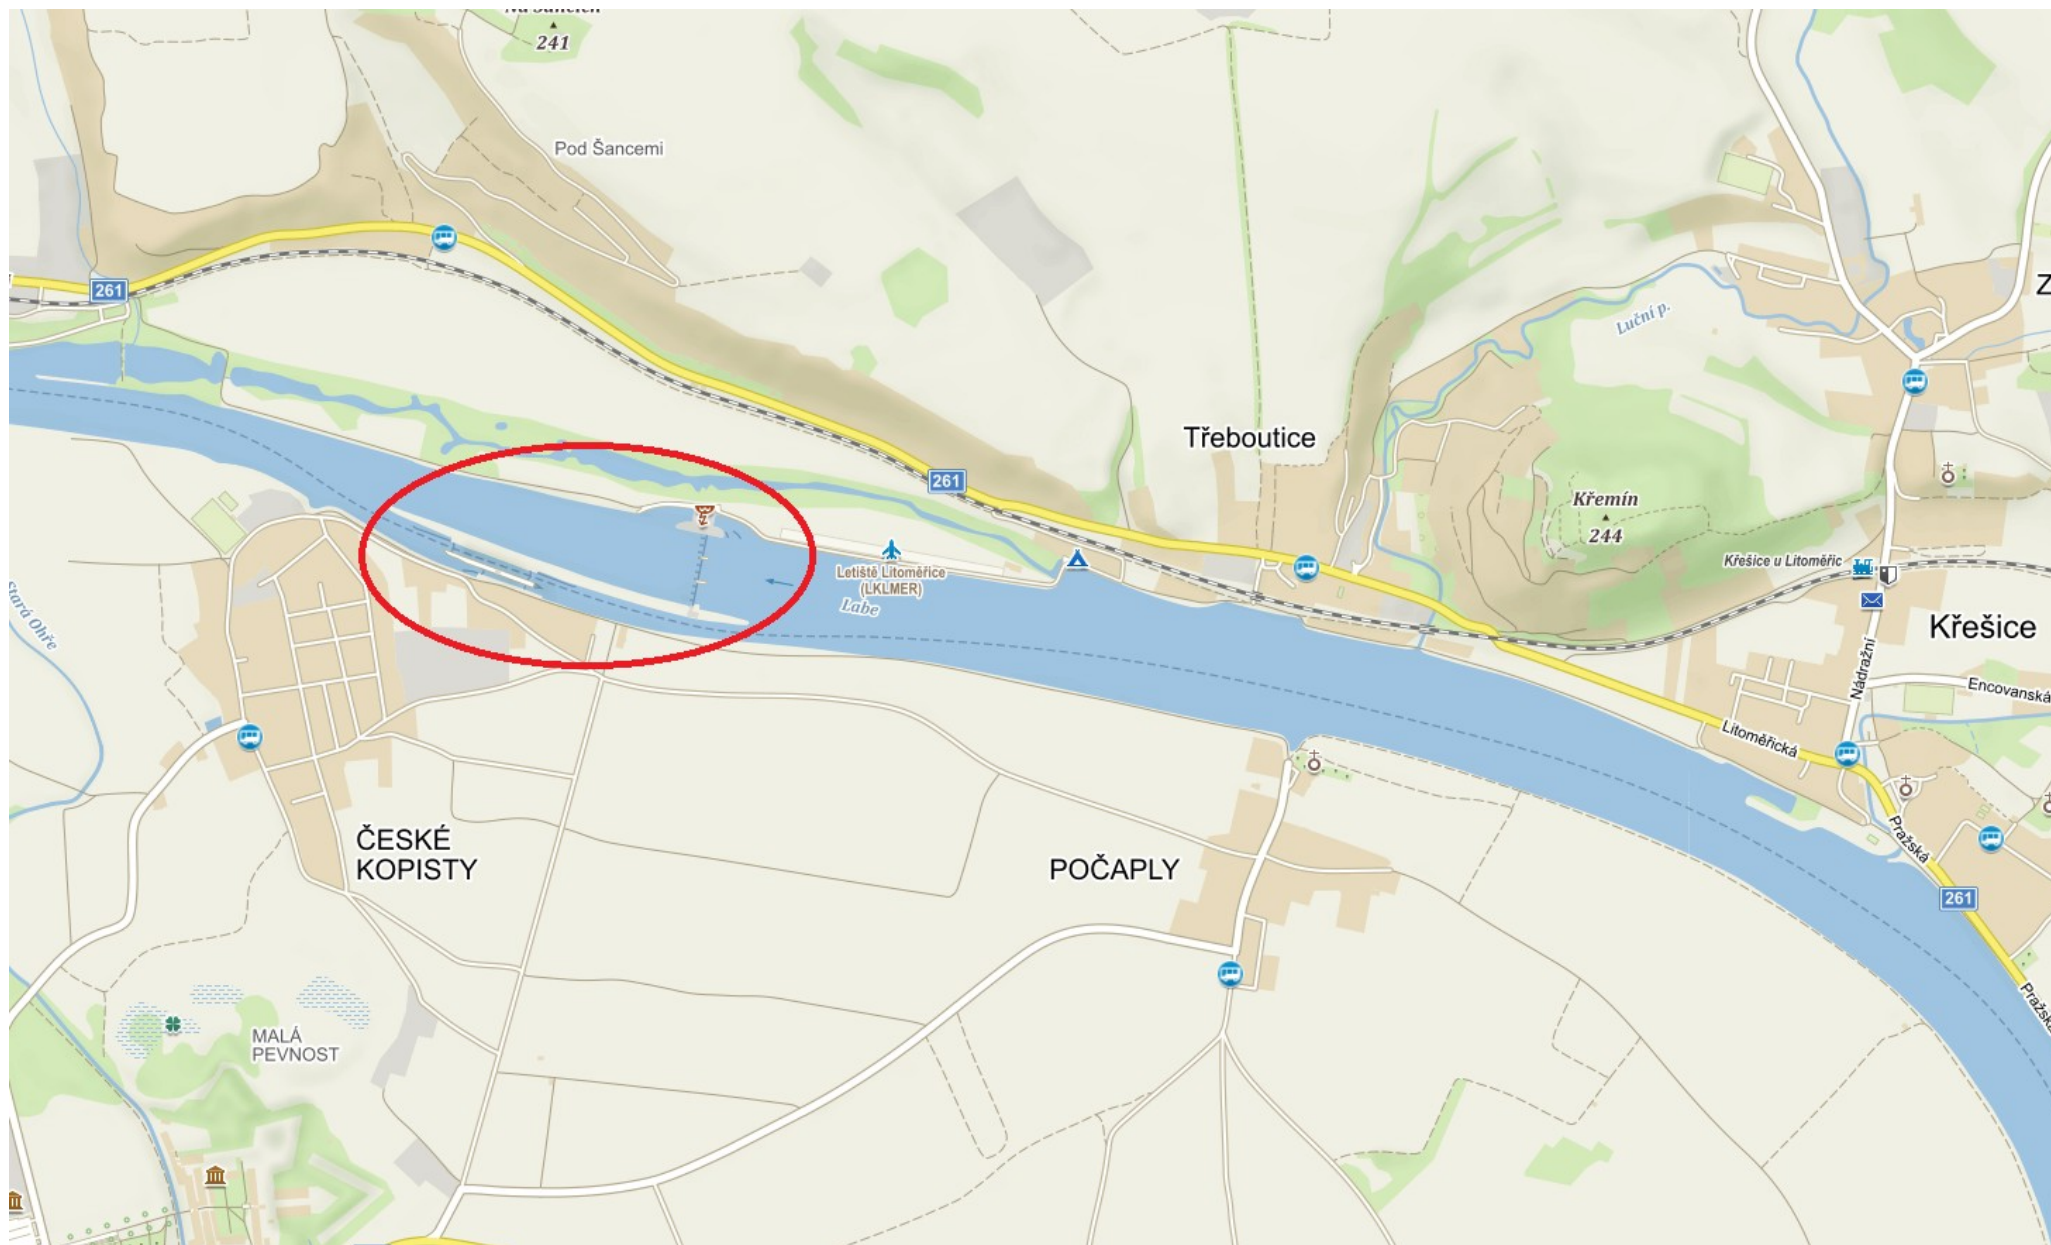 241
Pod Šancemi
261
Luční p.
Třeboutice
261
Křemín
244
Křešice u Litoměřic
Letiště Litoměřice
(LKLMER)
Labe
Stará Ohře
Křešice
Nádražní
Encovanská
Litoměřická
ČESKÉ
KOPISTY
POČAPLY
Pražská
261
Pražská
MALÁ
PEVNOST